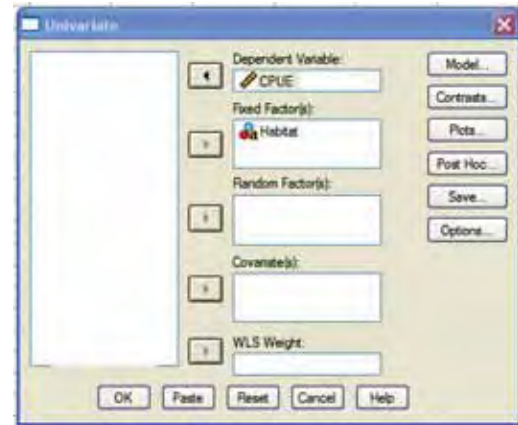 Univariate
Dependent Variable:
CPUE
Fixed Factor(s):
Habitat
Random Factor(s):
Covariate(s):
WLS Weight:
Model...
Contrasts...
Plots...
Post Hoc...
Save...
Options...
OK
Paste
Reset
Cancel
Help